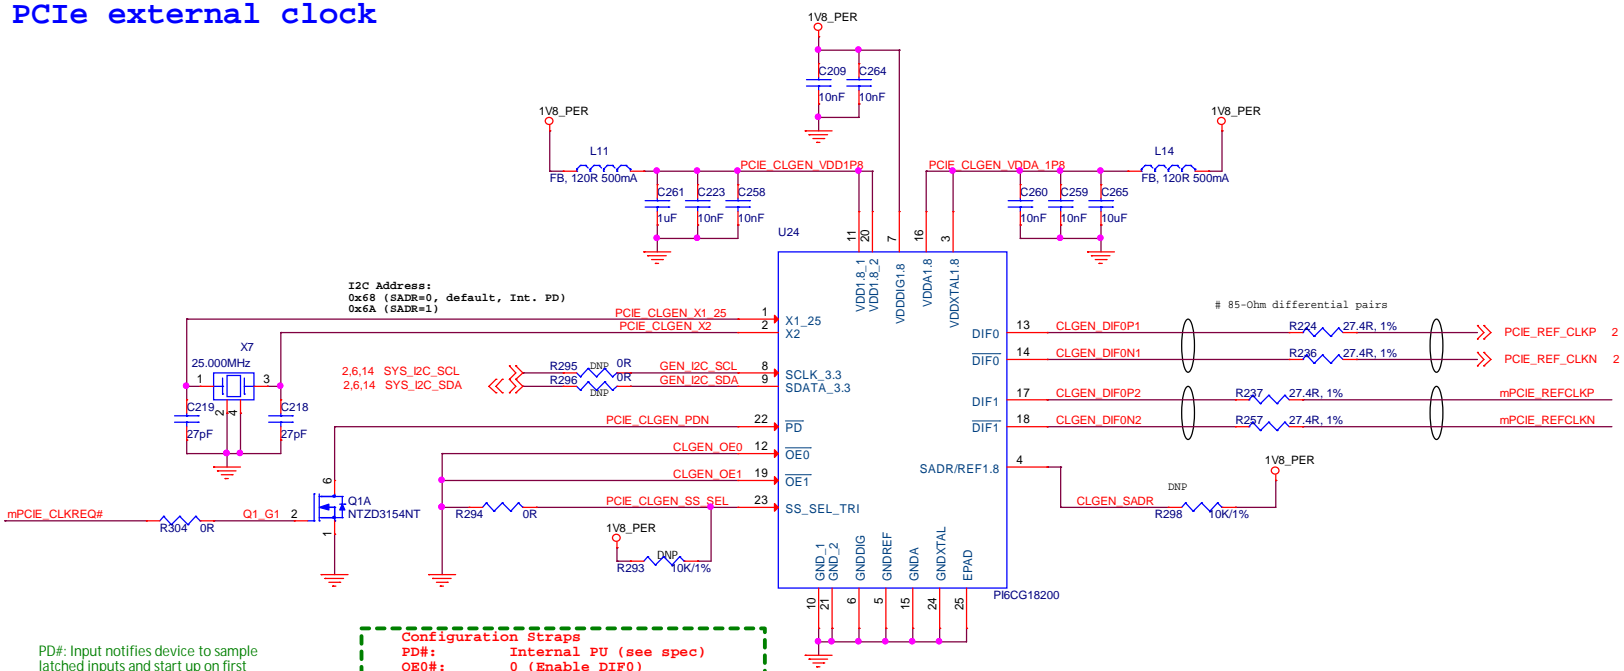 PCIe external clock
1V8_PER
C209
C264
10nF
10nF
1V8_PER
1V8_PER
L11
FB, 120R 500mA
PCIE_CLGEN_VDD1P8
PCIE_CLGEN_VDDA_1P8
L14
FB, 120R 500mA
C261
C223
C258
1uF
10nF
10nF
C260
C259
C265
10nF
10nF
10uF
U24
11
20
7
16
3
VDD1.8_1
VDD1.8_2
VDDDIG1.8
VDDA1.8
VDDXTAL1.8
I2C Address:
0x68 (SADR=0, default, Int. PD)
0x6A (SADR=1)
PCIE_CLGEN_X1_25
1
X1_25
PCIE_CLGEN_X2
2
X2
X7
25.000MHz
1
3
2
4
C219
27pF
C218
27pF
2,6,14 SYS_I2C_SCL
R295
DNP
0R
GEN_I2C_SCL
8
SCLK_3.3
2,6,14 SYS_I2C_SDA
R296
DNP
0R
GEN_I2C_SDA
9
SDATA_3.3
PCIE_CLGEN_PDN
22
PD
CLGEN_OE0
12
OE0
CLGEN_OE1
19
OE1
R294
0R
PCIE_CLGEN_SS_SEL
23
SS_SEL_TRI
mPCIE_CLKREQ#
R304
0R
Q1_G1
2
6
1
Q1A
NTZD3154NT
1V8_PER
DNP
R293
10K/1%
# 85-Ohm differential pairs
DIF0
13
CLGEN_DIF0P1
R224
27.4R, 1%
PCIE_REF_CLKP 2
DIF0
14
CLGEN_DIF0N1
R226
27.4R, 1%
PCIE_REF_CLKN 2
DIF1
17
CLGEN_DIF0P2
R237
27.4R, 1%
mPCIE_REFCLKP
DIF1
18
CLGEN_DIF0N2
R257
27.4R, 1%
mPCIE_REFCLKN
SADR/REF1.8
4
1V8_PER
CLGEN_SADR
DNP
R298
10K/1%
GND_1
GND_2
GNDDIG
GNDREF
GNDA
GNDXTAL
EPAD
10
21
6
5
15
24
25
PI6CG18200
PD#: Input notifies device to sample
latched inputs and start up on first
Configuration Straps
PD#: Internal PU (see spec)
OE0#: 0 (Enable DIF0)